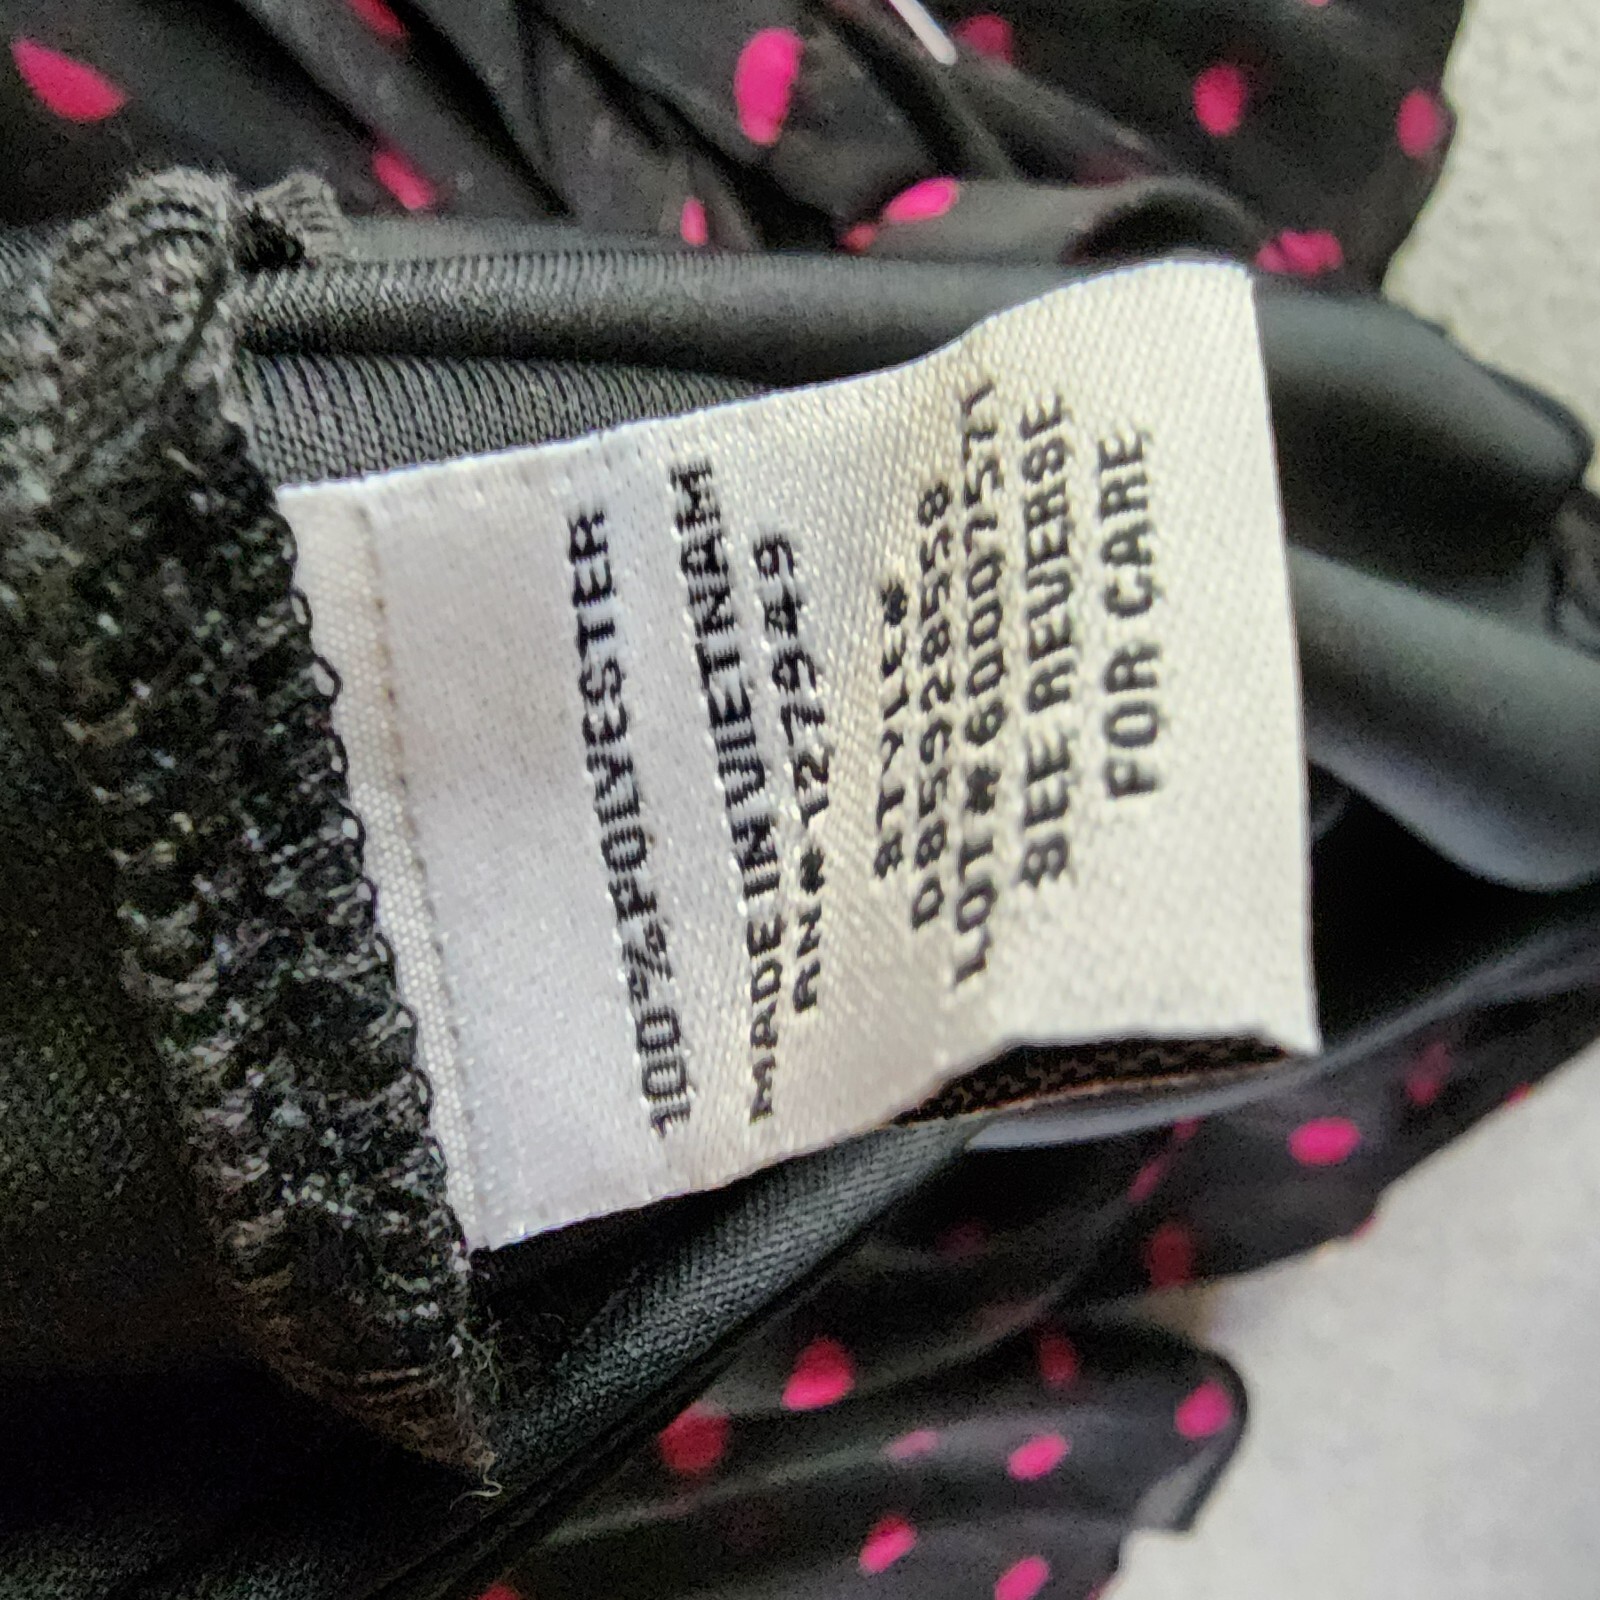 100%POLYESTER
MADE IN VIETNAM
RN# 127949
STYLE#
D85928558
LOT # 60007571
SEE REVERSE
FOR CARE